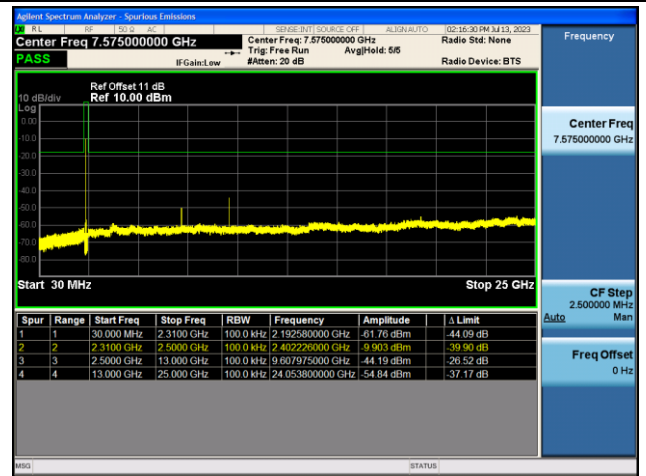 Agilent Spectrum Analyzer - Spurious Emissions
RL RF 50 Ω AC SENSE:INT SOURCE OFF ALIGN AUTO 02:16:30 PM Jul 13, 2023
Center Freq 7.575000000 GHz Center Freq: 7.575000000 GHz Radio Std: None
Trig: Free Run Avg|Hold: 5/5
PASS IFGain:Low #Atten: 20 dB Radio Device: BTS
Frequency
Ref Offset 11 dB
10 dB/div Ref 10.00 dBm
Log
0.00
-10.0
-20.0
-30.0
-40.0
-50.0
-60.0
-70.0
-80.0
Start 30 MHz Stop 25 GHz
Center Freq
7.575000000 GHz
CF Step
2.500000 MHz
Auto Man
Freq Offset
0 Hz
Spur Range Start Freq Stop Freq RBW Frequency Amplitude Δ Limit
1 1 30.000 MHz 2.3100 GHz 100.0 kHz 2.192580000 GHz -61.76 dBm -44.09 dB
2 2 2.3100 GHz 2.5000 GHz 100.0 kHz 2.402226000 GHz -9.903 dBm -39.90 dB
3 3 2.5000 GHz 13.000 GHz 100.0 kHz 9.607975000 GHz -44.19 dBm -26.52 dB
4 4 13.000 GHz 25.000 GHz 100.0 kHz 24.053800000 GHz -54.84 dBm -37.17 dB
MSG STATUS